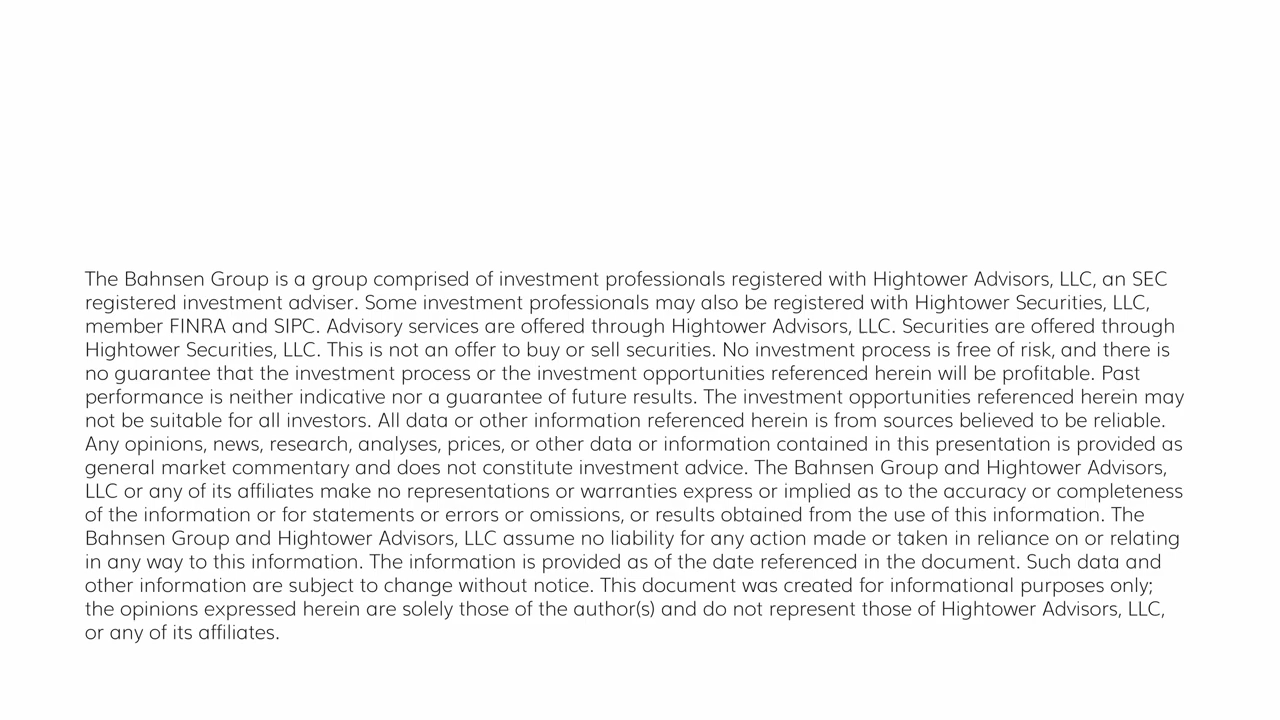 The Bahnsen Group is a group comprised of investment professionals registered with Hightower Advisors, LLC, an SEC
registered investment adviser. Some investment professionals may also be registered with Hightower Securities, LLC,
member FINRA and SIPC. Advisory services are offered through Hightower Advisors, LLC. Securities are offered through
Hightower Securities, LLC. This is not an offer to buy or sell securities. No investment process is free of risk, and there is
no guarantee that the investment process or the investment opportunities referenced herein will be profitable. Past
performance is neither indicative nor a guarantee of future results. The investment opportunities referenced herein may
not be suitable for all investors. All data or other information referenced herein is from sources believed to be reliable.
Any opinions, news, research, analyses, prices, or other data or information contained in this presentation is provided as
general market commentary and does not constitute investment advice. The Bahnsen Group and Hightower Advisors,
LLC or any of its affiliates make no representations or warranties express or implied as to the accuracy or completeness
of the information or for statements or errors or omissions, or results obtained from the use of this information. The
Bahnsen Group and Hightower Advisors, LLC assume no liability for any action made or taken in reliance on or relating
in any way to this information. The information is provided as of the date referenced in the document. Such data and
other information are subject to change without notice. This document was created for informational purposes only;
the opinions expressed herein are solely those of the author(s) and do not represent those of Hightower Advisors, LLC,
or any of its affiliates.